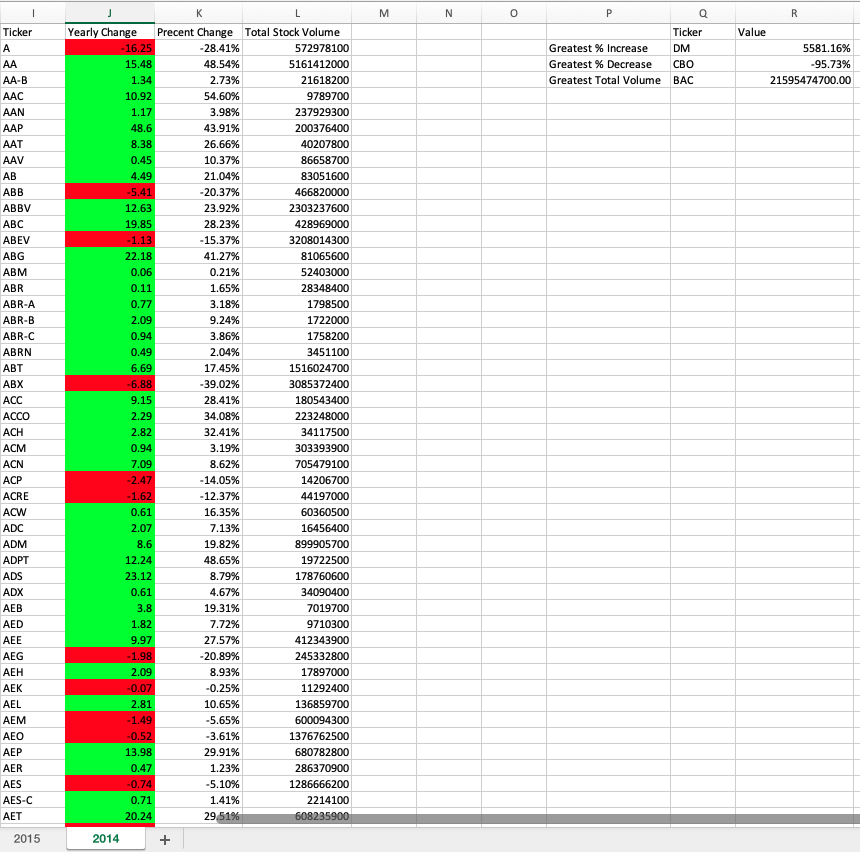 I J K L M N O P Q R
Ticker Yearly Change Precent Change Total Stock Volume Ticker Value
A -16.25 -28.41% 572978100 Greatest % Increase DM 5581.16%
AA 15.48 48.54% 5161412000 Greatest % Decrease CBO -95.73%
AA-B 1.34 2.73% 21618200 Greatest Total Volume BAC 21595474700.00
AAC 10.92 54.60% 9789700
AAN 1.17 3.98% 237929300
AAP 48.6 43.91% 200376400
AAT 8.38 26.66% 40207800
AAV 0.45 10.37% 86658700
AB 4.49 21.04% 83051600
ABB -5.41 -20.37% 466820000
ABBV 12.63 23.92% 2303237600
ABC 19.85 28.23% 428969000
ABEV -1.13 -15.37% 3208014300
ABG 22.18 41.27% 81065600
ABM 0.06 0.21% 52403000
ABR 0.11 1.65% 28348400
ABR-A 0.77 3.18% 1798500
ABR-B 2.09 9.24% 1722000
ABR-C 0.94 3.86% 1758200
ABRN 0.49 2.04% 3451100
ABT 6.69 17.45% 1516024700
ABX -6.88 -39.02% 3085372400
ACC 9.15 28.41% 180543400
ACCO 2.29 34.08% 223248000
ACH 2.82 32.41% 34117500
ACM 0.94 3.19% 303393900
ACN 7.09 8.62% 705479100
ACP -2.47 -14.05% 14206700
ACRE -1.62 -12.37% 44197000
ACW 0.61 16.35% 60360500
ADC 2.07 7.13% 16456400
ADM 8.6 19.82% 899905700
ADPT 12.24 48.65% 19722500
ADS 23.12 8.79% 178760600
ADX 0.61 4.67% 34090400
AEB 3.8 19.31% 7019700
AED 1.82 7.72% 9710300
AEE 9.97 27.57% 412343900
AEG -1.98 -20.89% 245332800
AEH 2.09 8.93% 17897000
AEK -0.07 -0.25% 11292400
AEL 2.81 10.65% 136859700
AEM -1.49 -5.65% 600094300
AEO -0.52 -3.61% 1376762500
AEP 13.98 29.91% 680782800
AER 0.47 1.23% 286370900
AES -0.74 -5.10% 1286666200
AES-C 0.71 1.41% 2214100
AET 20.24 29.51% 608235900
2015 2014 +